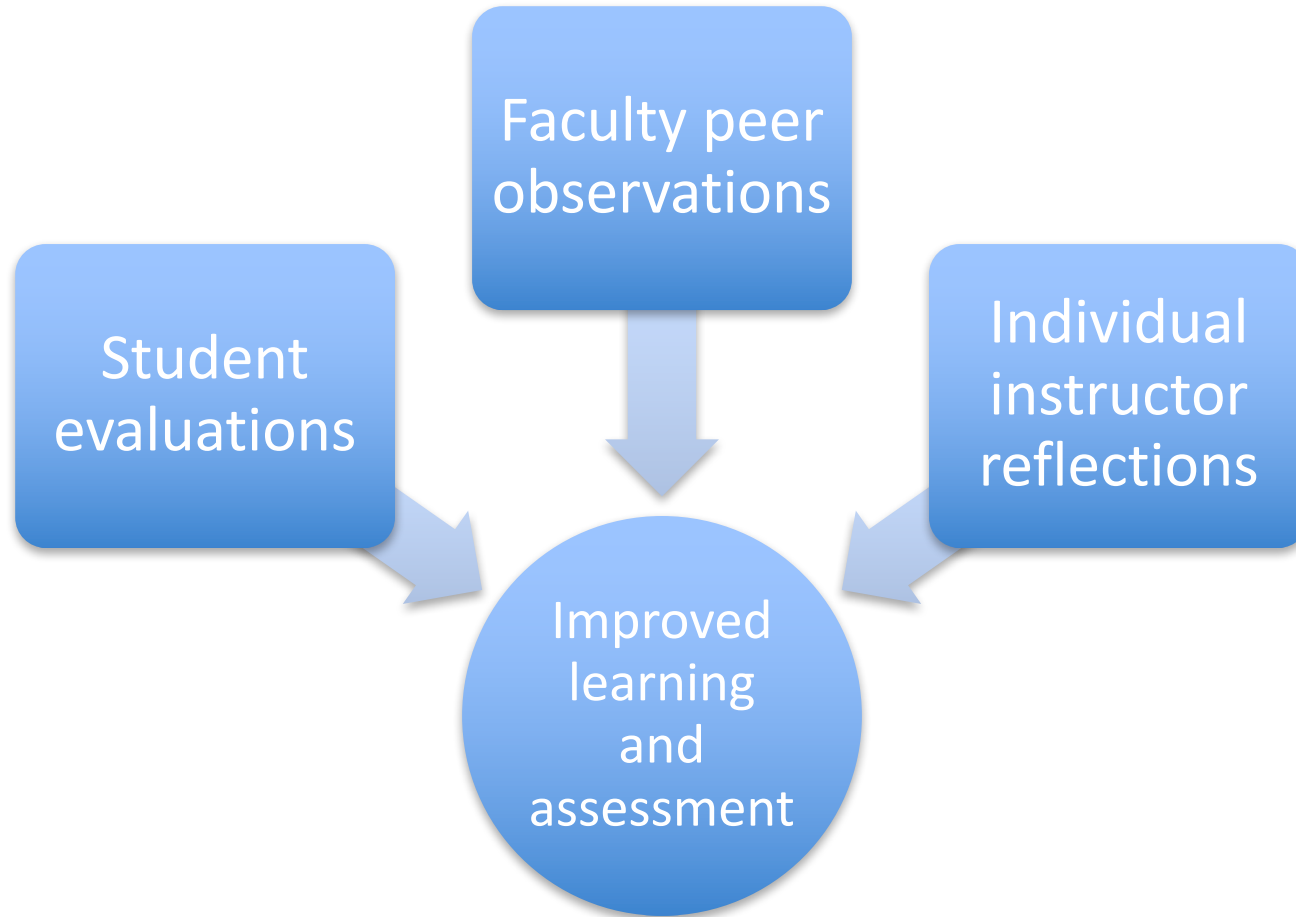 Faculty peer
observations
Student
evaluations
Individual
instructor
reflections
Improved
learning
and
assessment